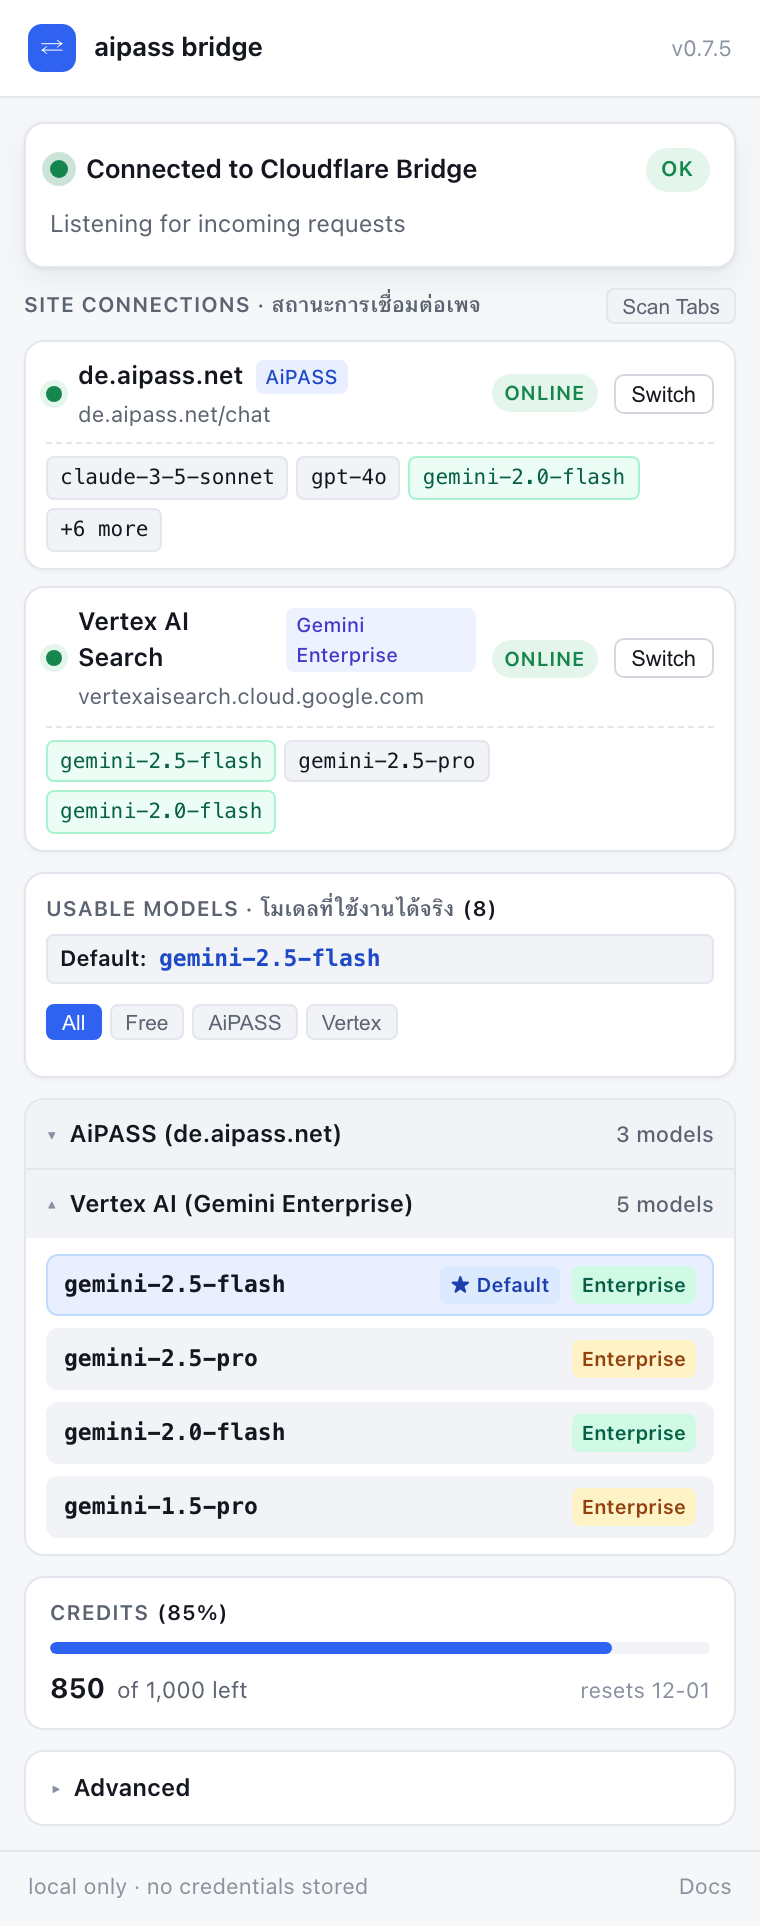 aipass bridge v0.7.5
Connected to Cloudflare Bridge OK
Listening for incoming requests
SITE CONNECTIONS · สถานะการเชื่อมต่อเพจ Scan Tabs
de.aipass.net AiPASS
de.aipass.net/chat
ONLINE Switch
claude-3-5-sonnet gpt-4o gemini-2.0-flash
+6 more
Vertex AI
Search
Gemini
Enterprise
vertexaisearch.cloud.google.com
ONLINE Switch
gemini-2.5-flash gemini-2.5-pro
gemini-2.0-flash
USABLE MODELS · โมเดลที่ใช้งานได้จริง (8)
Default: gemini-2.5-flash
All Free AiPASS Vertex
▾ AiPASS (de.aipass.net) 3 models
▴ Vertex AI (Gemini Enterprise) 5 models
gemini-2.5-flash ★ Default Enterprise
gemini-2.5-pro Enterprise
gemini-2.0-flash Enterprise
gemini-1.5-pro Enterprise
CREDITS (85%)
850 of 1,000 left resets 12-01
▸ Advanced
local only · no credentials stored Docs